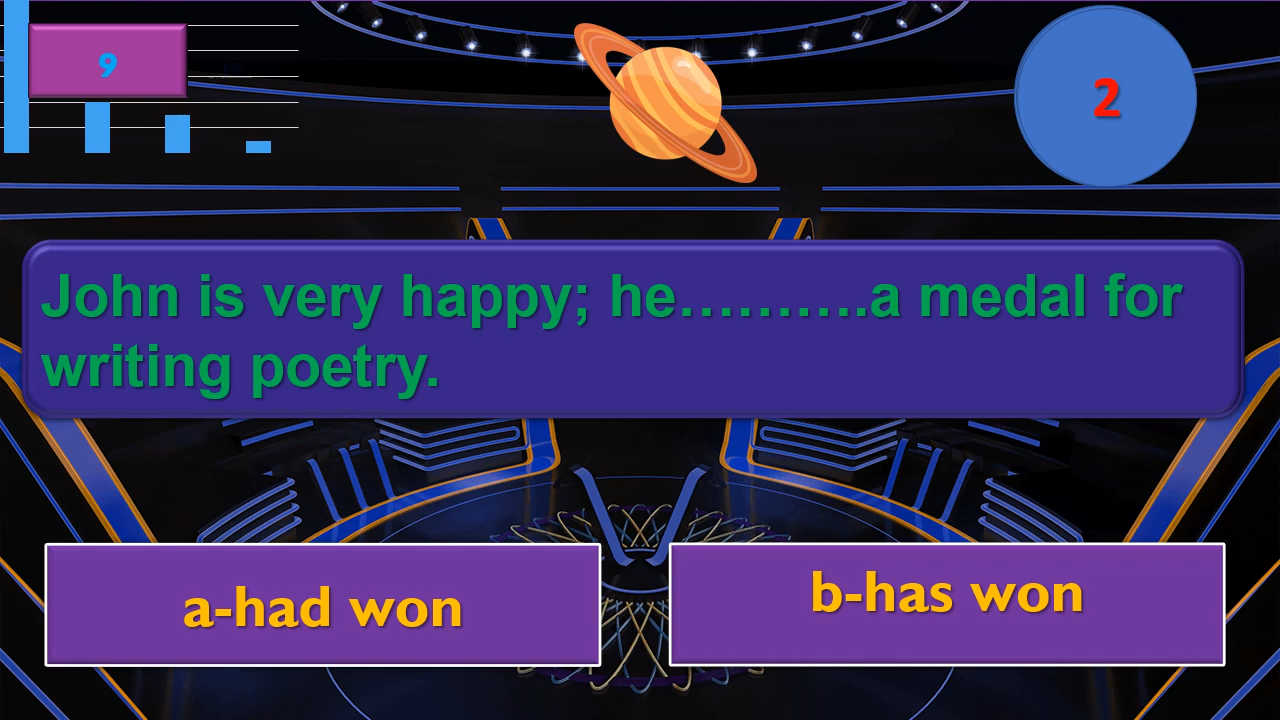 9
2
John is very happy; he..........a medal for
writing poetry.
a-had won
b-has won